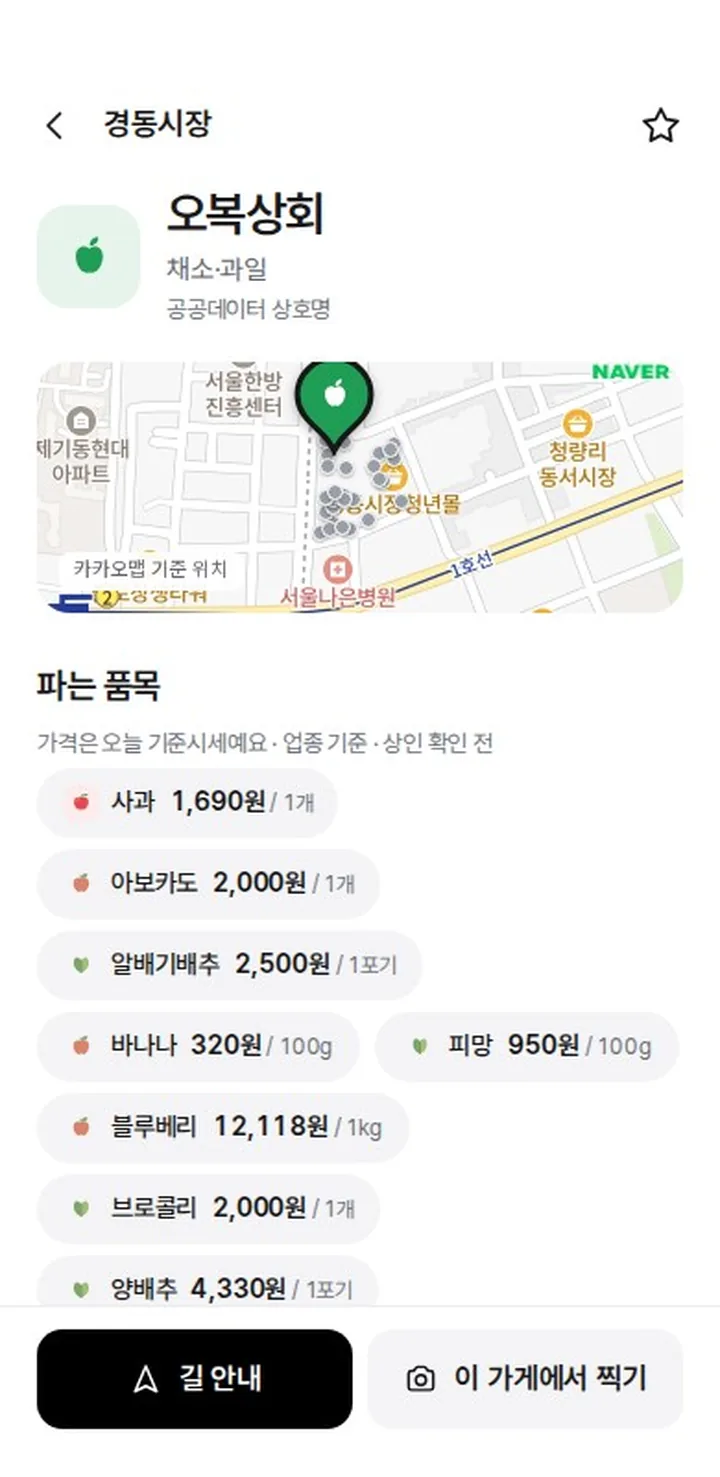 경동시장
오복상회
채소·과일
공공데이터 상호명
NAVER
서울한방
진흥센터
제기동현대
아파트
청량리
동서시장
시장청년몰
1호선
카카오맵 기준 위치
2
서울나은병원
파는 품목
가격은 오늘 기준시세예요 · 업종 기준 · 상인 확인 전
사과 1,690원 / 1개
아보카도 2,000원 / 1개
알배기배추 2,500원 / 1포기
바나나 320원 / 100g
피망 950원 / 100g
블루베리 12,118원 / 1kg
브로콜리 2,000원 / 1개
양배추 4,330원 / 1포기
길 안내
이 가게에서 찍기